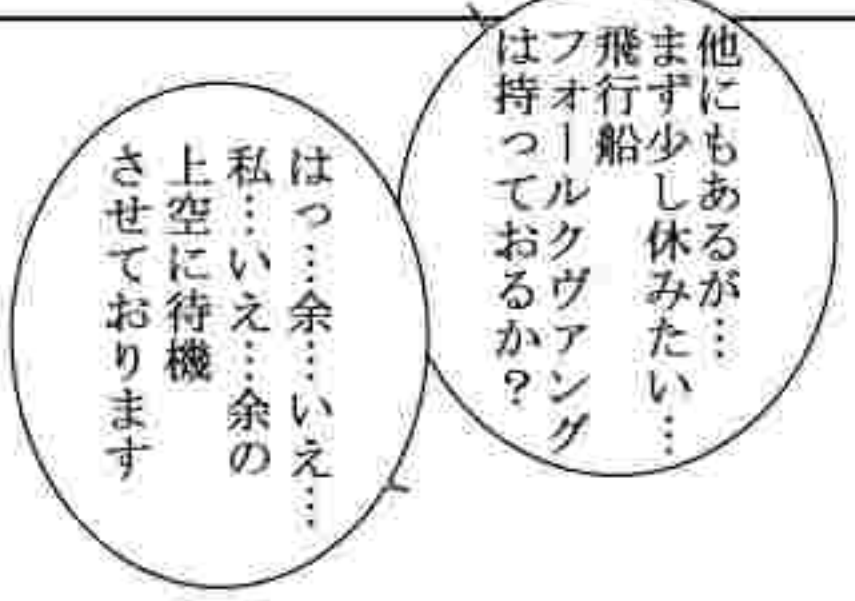 他にもあるが…
まず少し休みたい…
飛行船
フォールクヴァング
は持っておるか？
はっ…余…いえ…
私…いえ…余の
上空に待機
させております